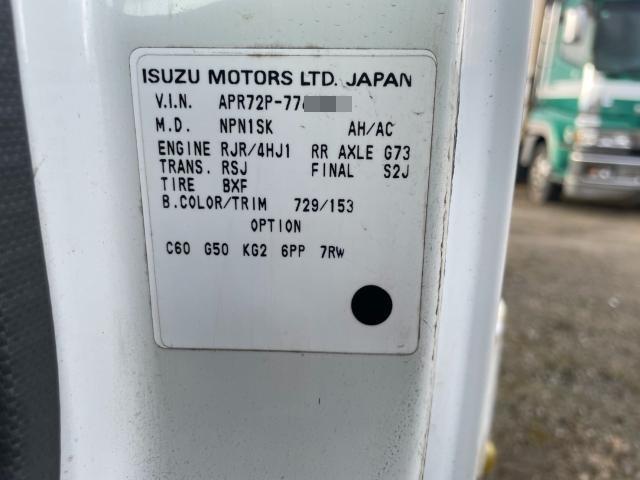 ISUZU MOTORS LTD. JAPAN
V.I.N. APR72P-77
M.D. NPN1SK AH/AC
ENGINE RJR/4HJ1 RR AXLE G73
TRANS. RSJ FINAL S2J
TIRE BXF
B.COLOR/TRIM 729/153
OPTION
C60 G50 KG2 6PP 7RW